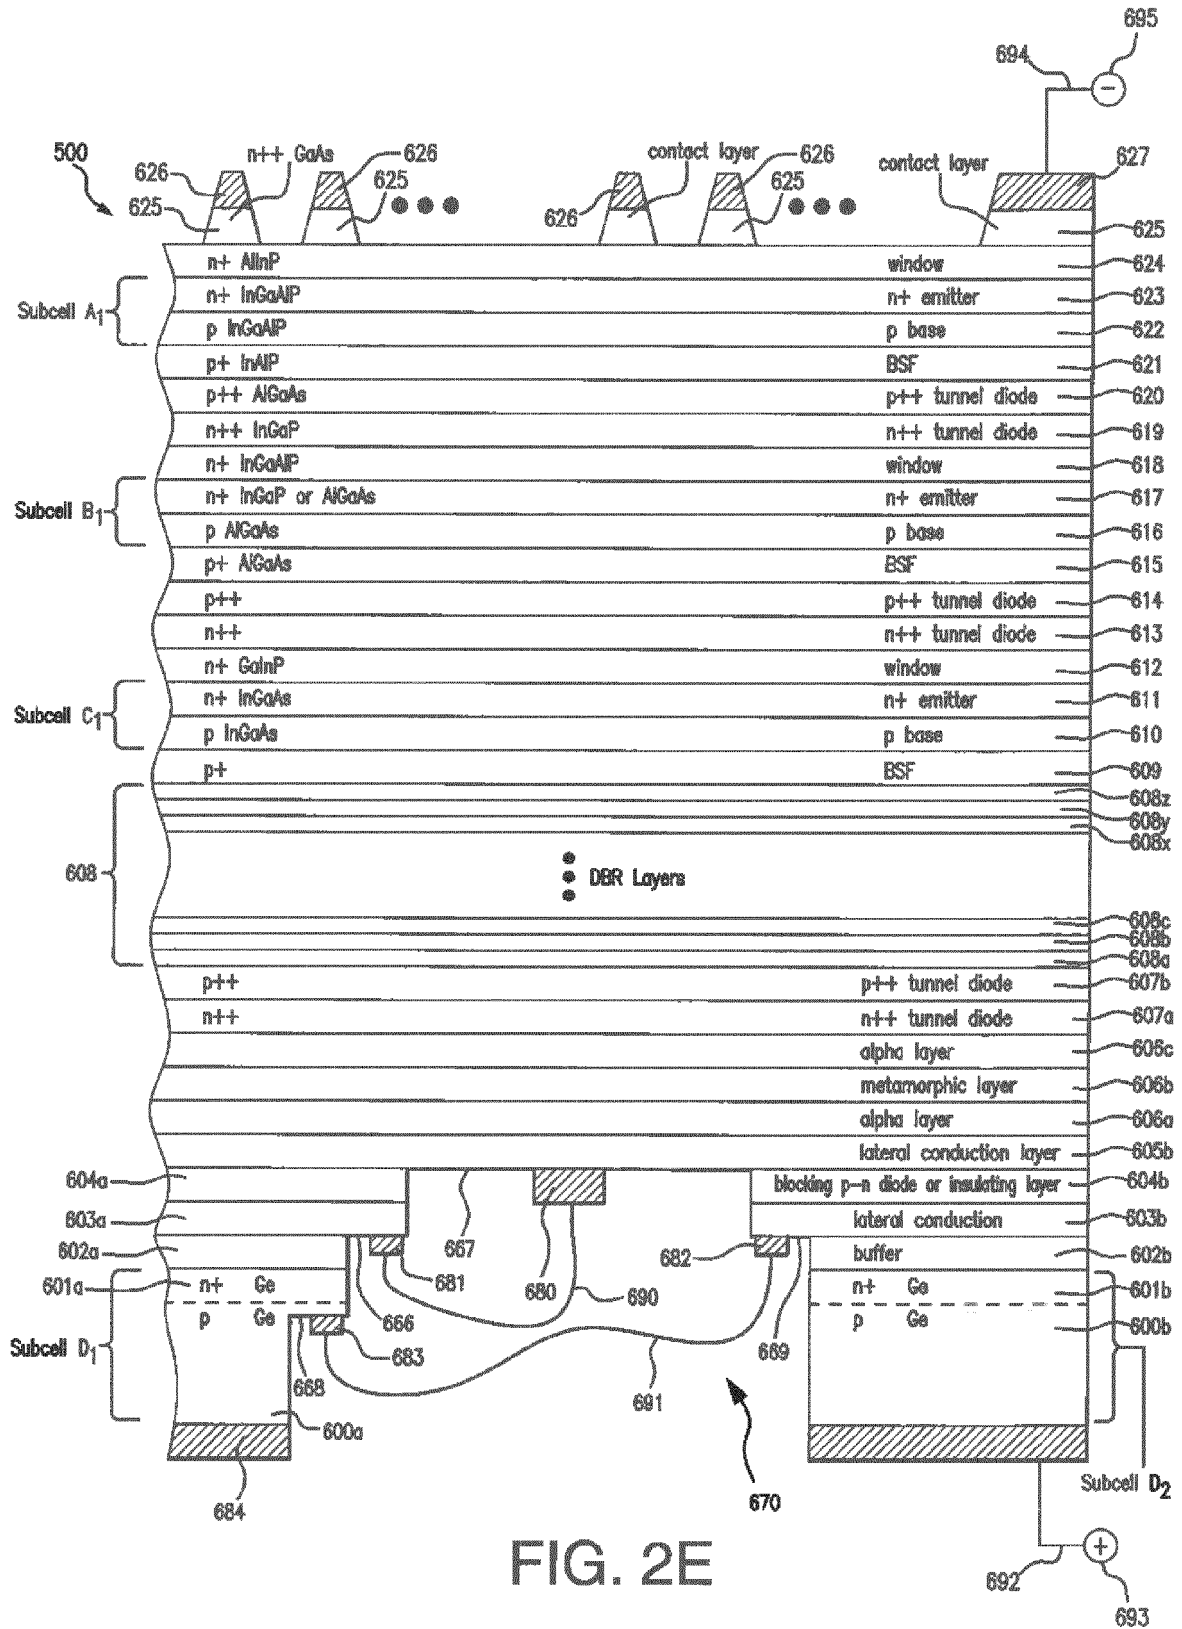 695
694
−
500
n++ GaAs
626
626
625
625
contact layer
626
626
625
contact layer
627
625
n+ AlInP window 624
Subcell A1
n+ InGaAlP n+ emitter 623
p InGaAlP p base 622
p+ InAlP BSF 621
p++ AlGaAs p++ tunnel diode 620
n++ InGaP n++ tunnel diode 619
n+ InGaAlP window 618
Subcell B1
n+ InGaP or AlGaAs n+ emitter 617
p AlGaAs p base 616
p+ AlGaAs BSF 615
p++ p++ tunnel diode 614
n++ n++ tunnel diode 613
n+ GaInP window 612
Subcell C1
n+ InGaAs n+ emitter 611
p InGaAs p base 610
p+ BSF 609
608z
608y
608x
608
DBR Layers
608c
608b
608a
p++ p++ tunnel diode 607b
n++ n++ tunnel diode 607a
alpha layer 606c
metamorphic layer 606b
alpha layer 606a
lateral conduction layer 605b
604a blocking p-n diode or insulating layer 604b
603a lateral conduction 603b
602a 667 682 buffer 602b
601a n+ Ge 681 680 690 n+ Ge 601b
p Ge 666 p Ge 600b
Subcell D1
683 669
668 691
600a
684
670
Subcell D2
+
692
693
FIG. 2E